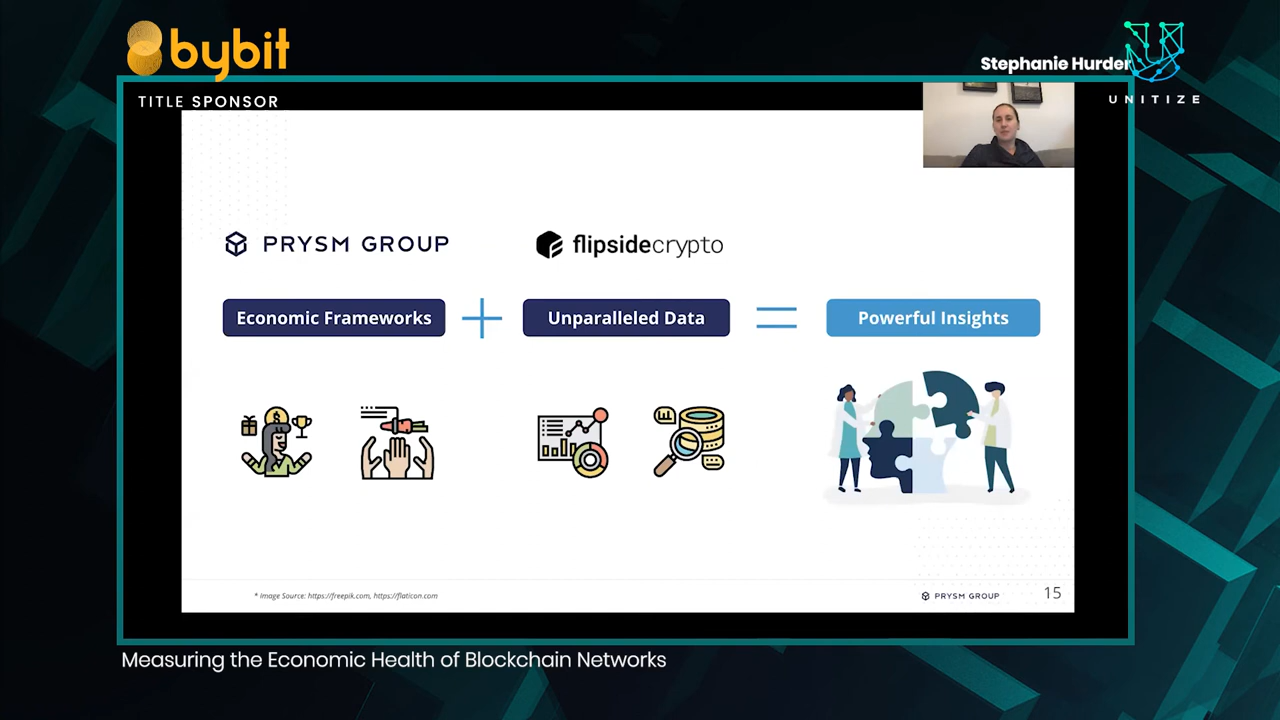 bybit
Stephanie Hurder
UNITIZE
TITLE SPONSOR
PRYSM GROUP
flipsidecrypto
Economic Frameworks
Unparalleled Data
Powerful Insights
* Image Source: https://freepik.com, https://flaticon.com
PRYSM GROUP
15
Measuring the Economic Health of Blockchain Networks